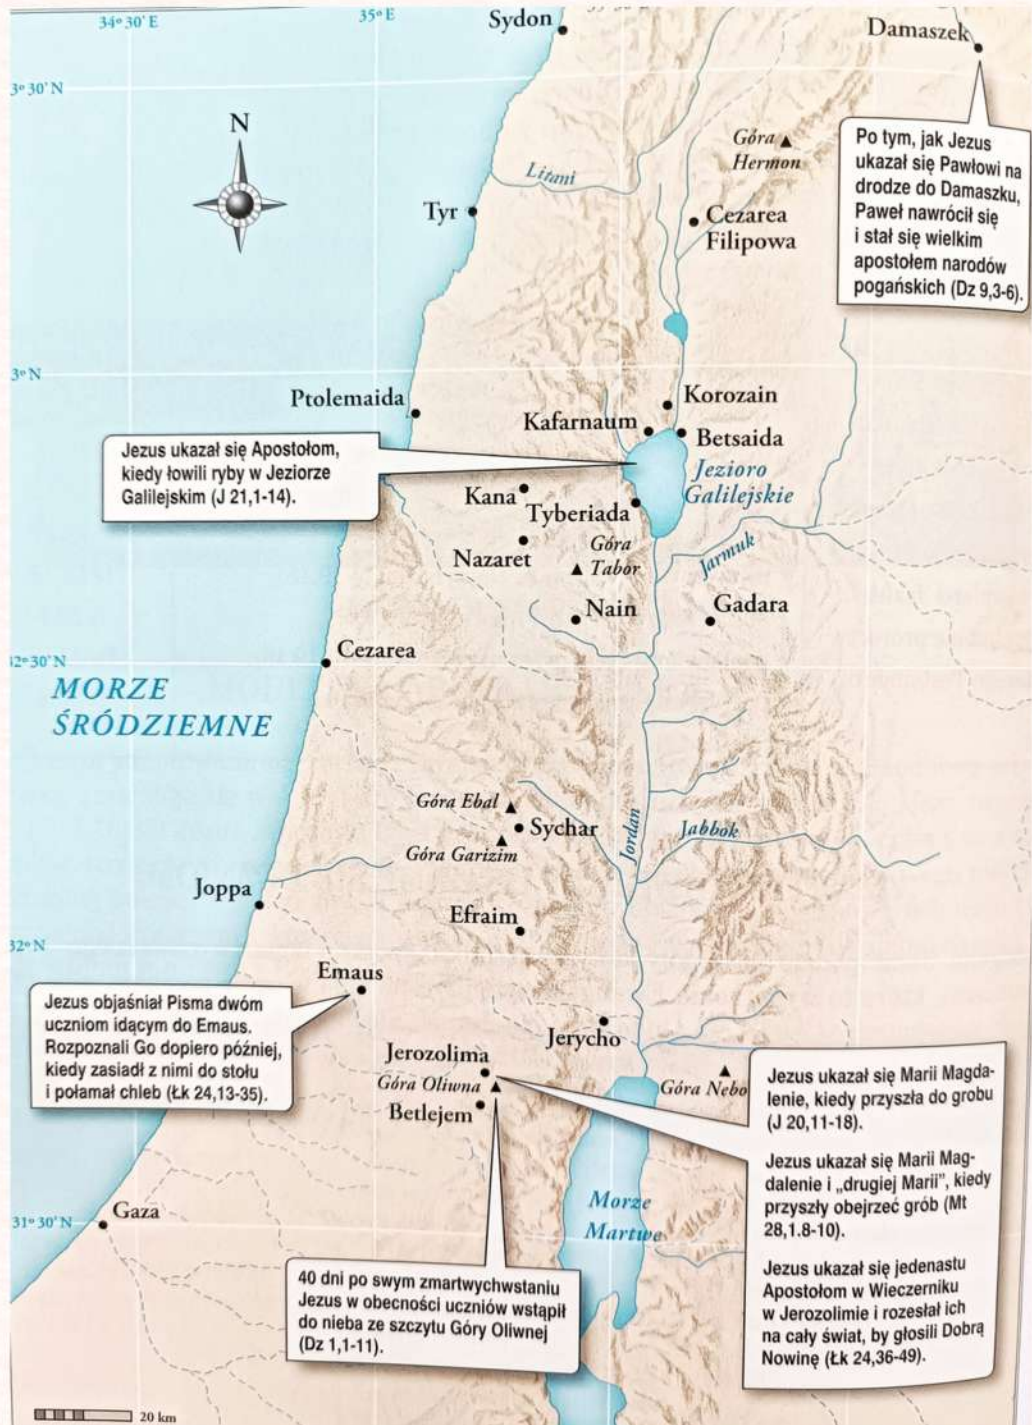 34° 30' E
35° E
Sydon
Damaszek
3° 30' N
N
Góra
Hermon
Litani
Po tym, jak Jezus
ukazał się Pawłowi na
drodze do Damaszku,
Paweł nawrócił się
i stał się wielkim
apostołem narodów
pogańskich (Dz 9,3-6).
Tyr
Cezarea
Filipowa
3° N
Ptolemaida
Korozain
Kafarnaum
Betsaida
Jezus ukazał się Apostołom,
kiedy łowili ryby w Jeziorze
Galilejskim (J 21,1-14).
Jezioro
Galilejskie
Kana
Tyberiada
Nazaret
Góra
Tabor
Jarmuk
Nain
Gadara
Cezarea
2° 30' N
MORZE
ŚRÓDZIEMNE
Góra Ebal
Sychar
Góra Garizim
Jordan
Jabbok
Joppa
Efraim
32° N
Emaus
Jezus objaśniał Pisma dwóm
uczniom idącym do Emaus.
Rozpoznali Go dopiero później,
kiedy zasiadł z nimi do stołu
i połamał chleb (Łk 24,13-35).
Jerycho
Jerozolima
Góra Oliwna
Betlejem
Góra Nebo
Jezus ukazał się Marii Magda-
lenie, kiedy przyszła do grobu
(J 20,11-18).
Jezus ukazał się Marii Mag-
dalenie i „drugiej Marii”, kiedy
przyszły obejrzeć grób (Mt
28,1.8-10).
Jezus ukazał się jedenastu
Apostołom w Wieczerniku
w Jerozolimie i rozesłał ich
na cały świat, by głosili Dobrą
Nowinę (Łk 24,36-49).
Morze
Martwe
31° 30' N
Gaza
40 dni po swym zmartwychwstaniu
Jezus w obecności uczniów wstąpił
do nieba ze szczytu Góry Oliwnej
(Dz 1,1-11).
20 km